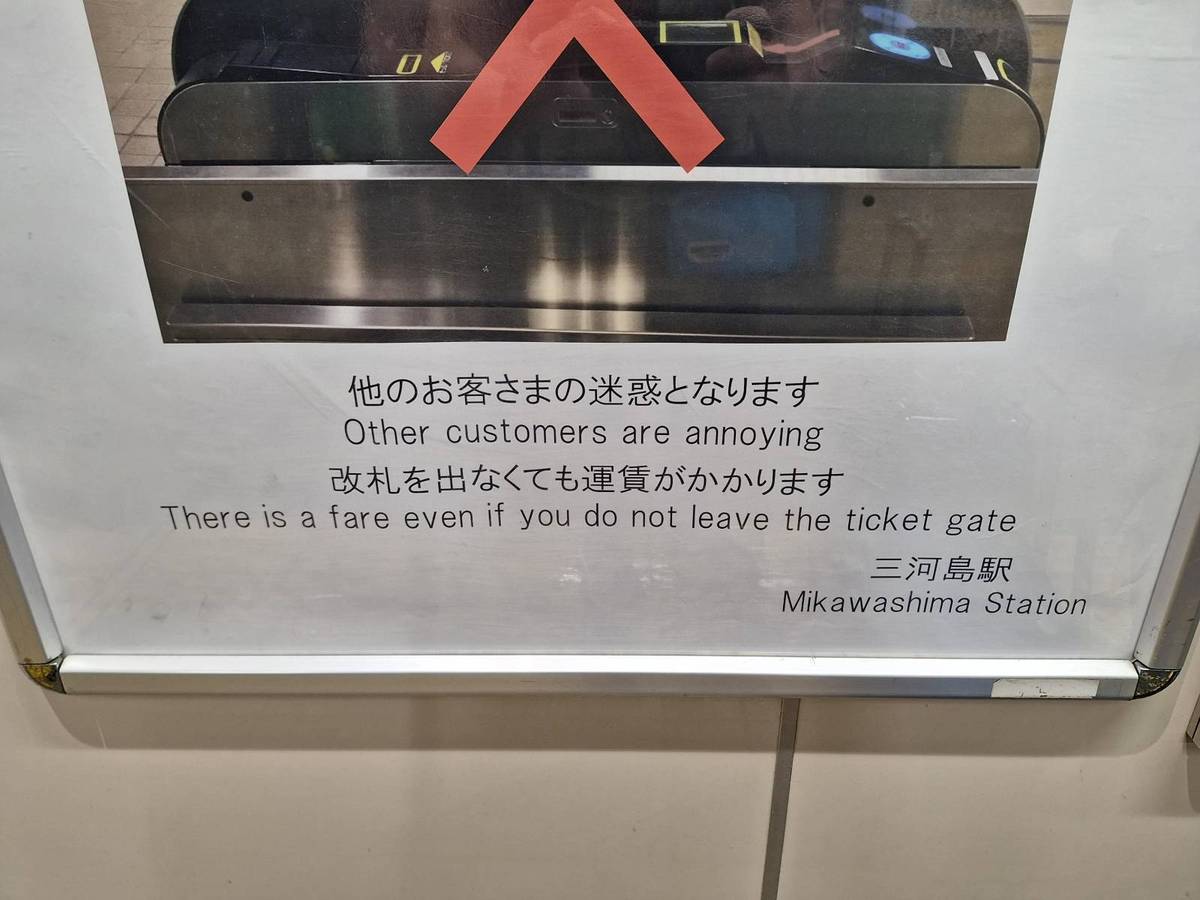 他のお客さまの迷惑となります
Other customers are annoying
改札を出なくても運賃がかかります
There is a fare even if you do not leave the ticket gate
三河島駅
Mikawashima Station